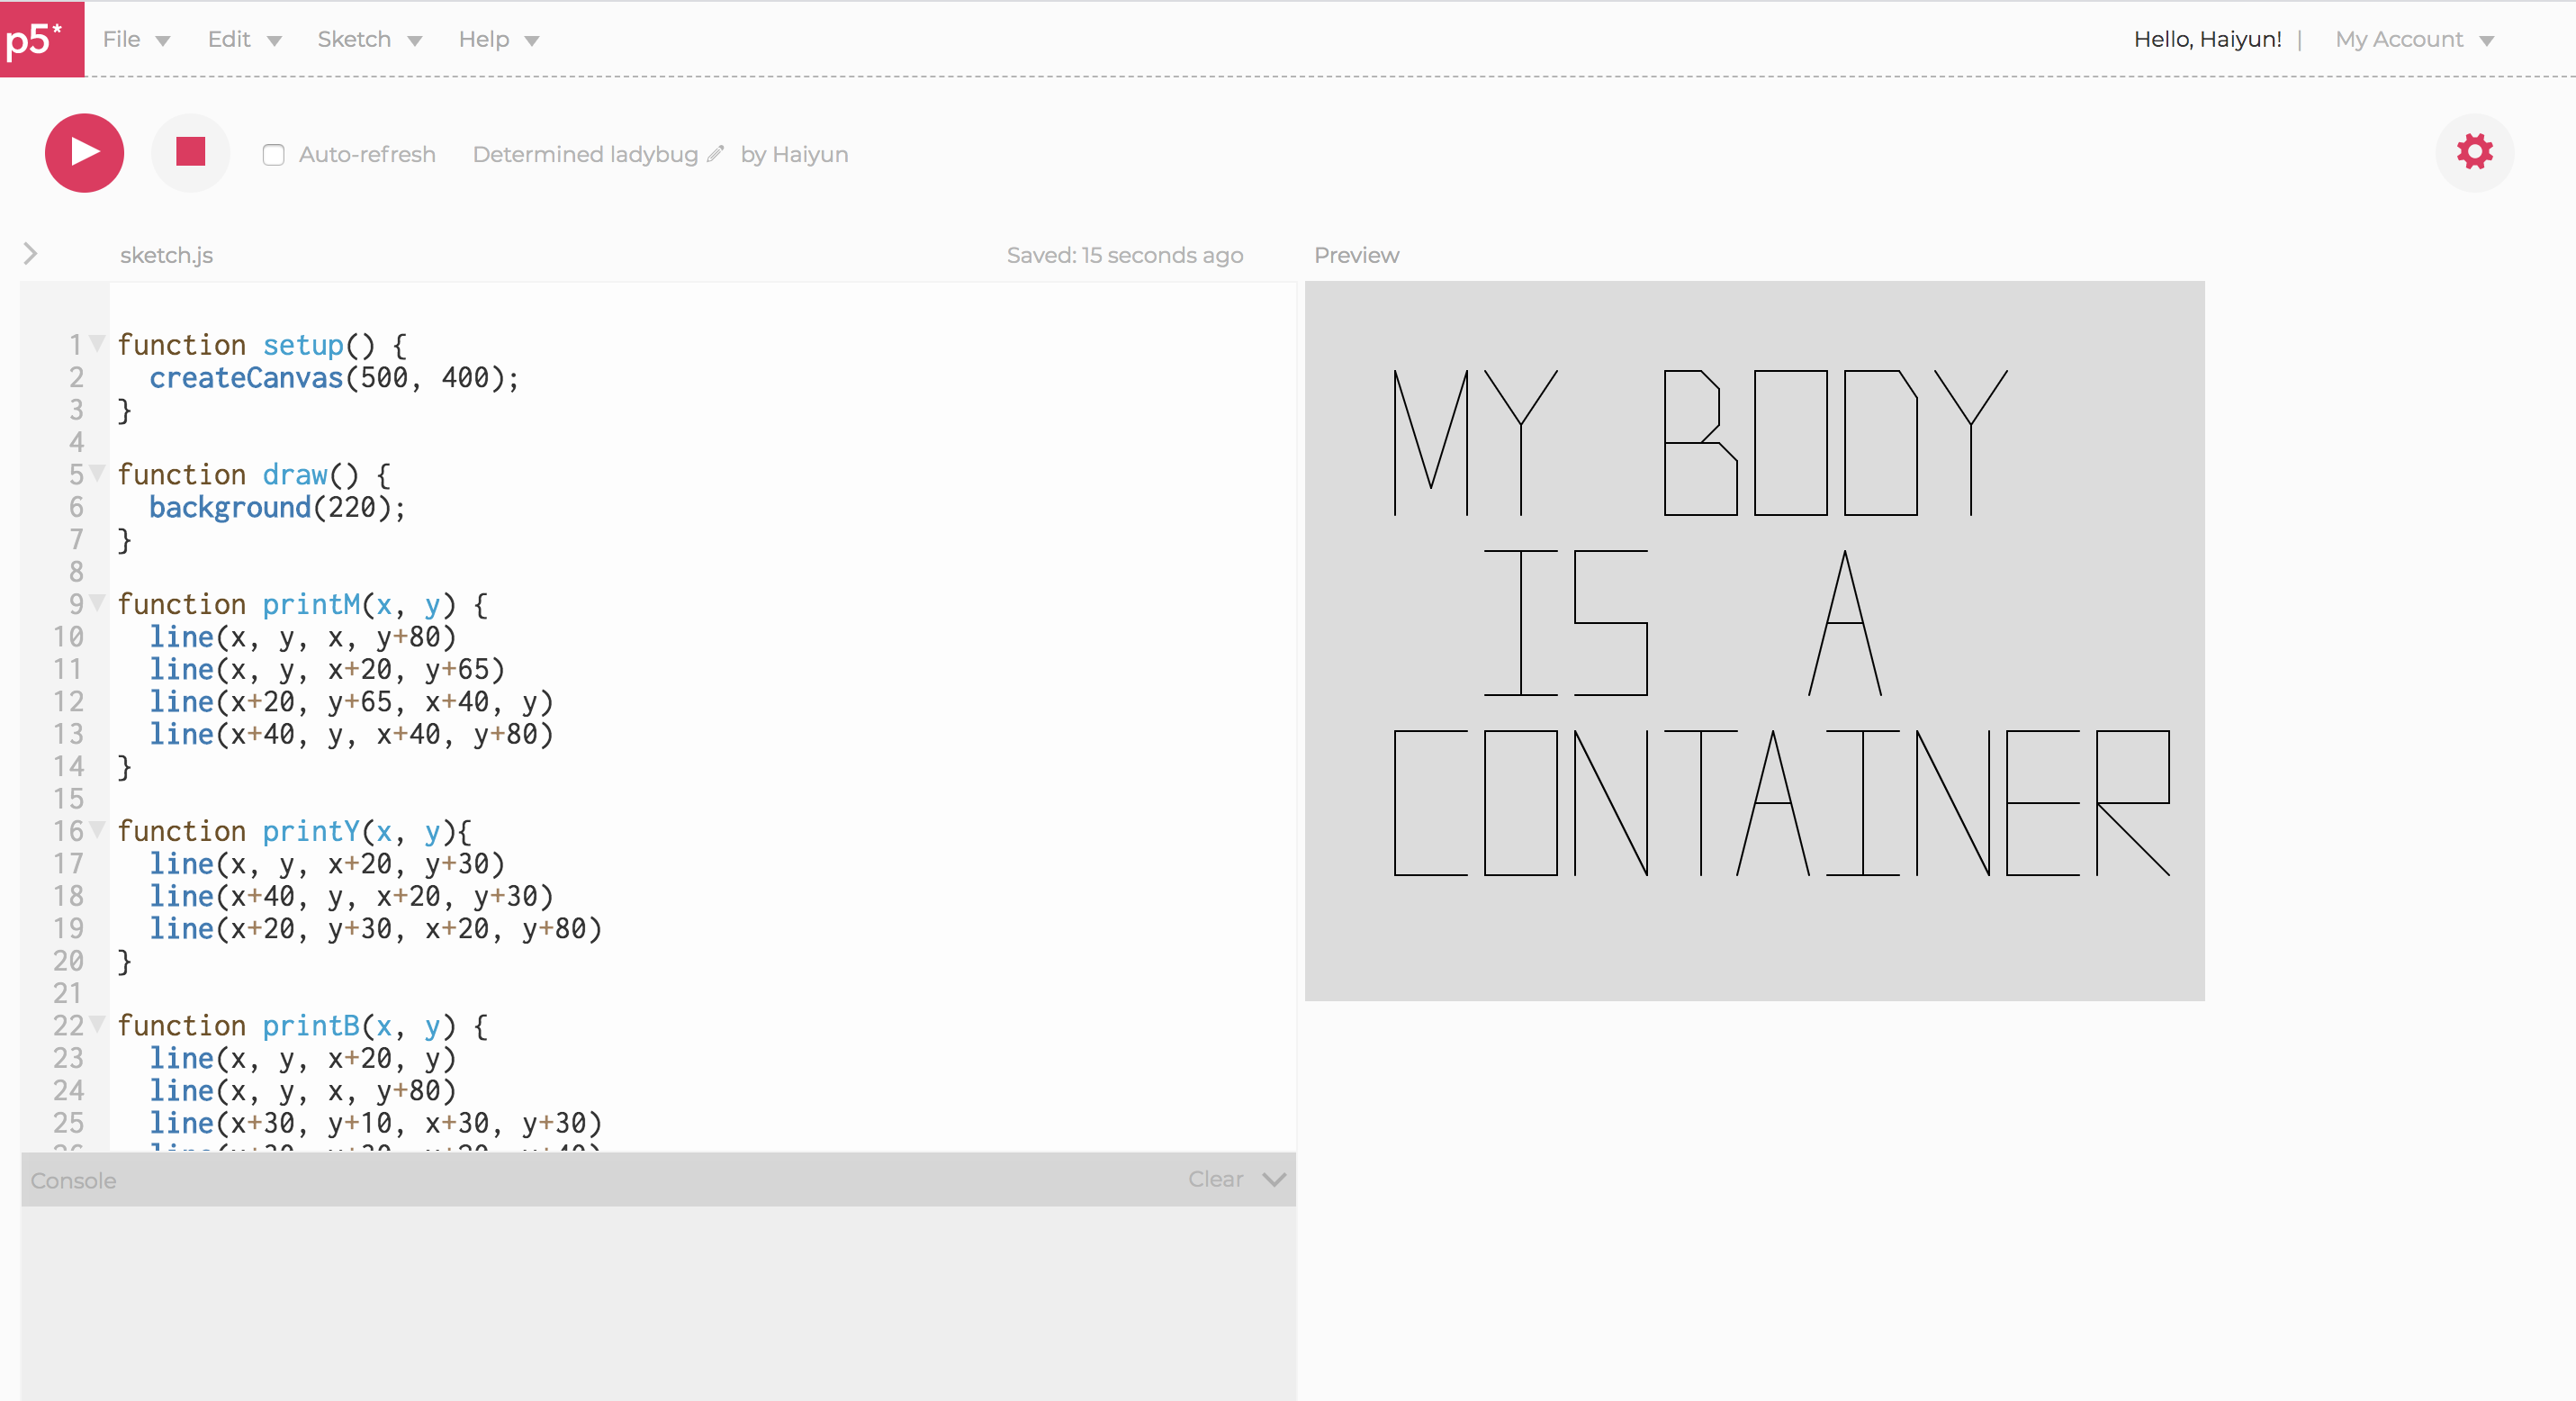 p5* File Edit Sketch Help Hello, Haiyun! | My Account
Auto-refresh Determined ladybug by Haiyun
sketch.js Saved: 15 seconds ago Preview
1 function setup() {
2 createCanvas(500, 400);
3 }
4
5 function draw() {
6 background(220);
7 }
8
9 function printM(x, y) {
10 line(x, y, x, y+80)
11 line(x, y, x+20, y+65)
12 line(x+20, y+65, x+40, y)
13 line(x+40, y, x+40, y+80)
14 }
15
16 function printY(x, y){
17 line(x, y, x+20, y+30)
18 line(x+40, y, x+20, y+30)
19 line(x+20, y+30, x+20, y+80)
20 }
21
22 function printB(x, y) {
23 line(x, y, x+20, y)
24 line(x, y, x, y+80)
25 line(x+30, y+10, x+30, y+30)
Console Clear
MY BODY
IS A
CONTAINER